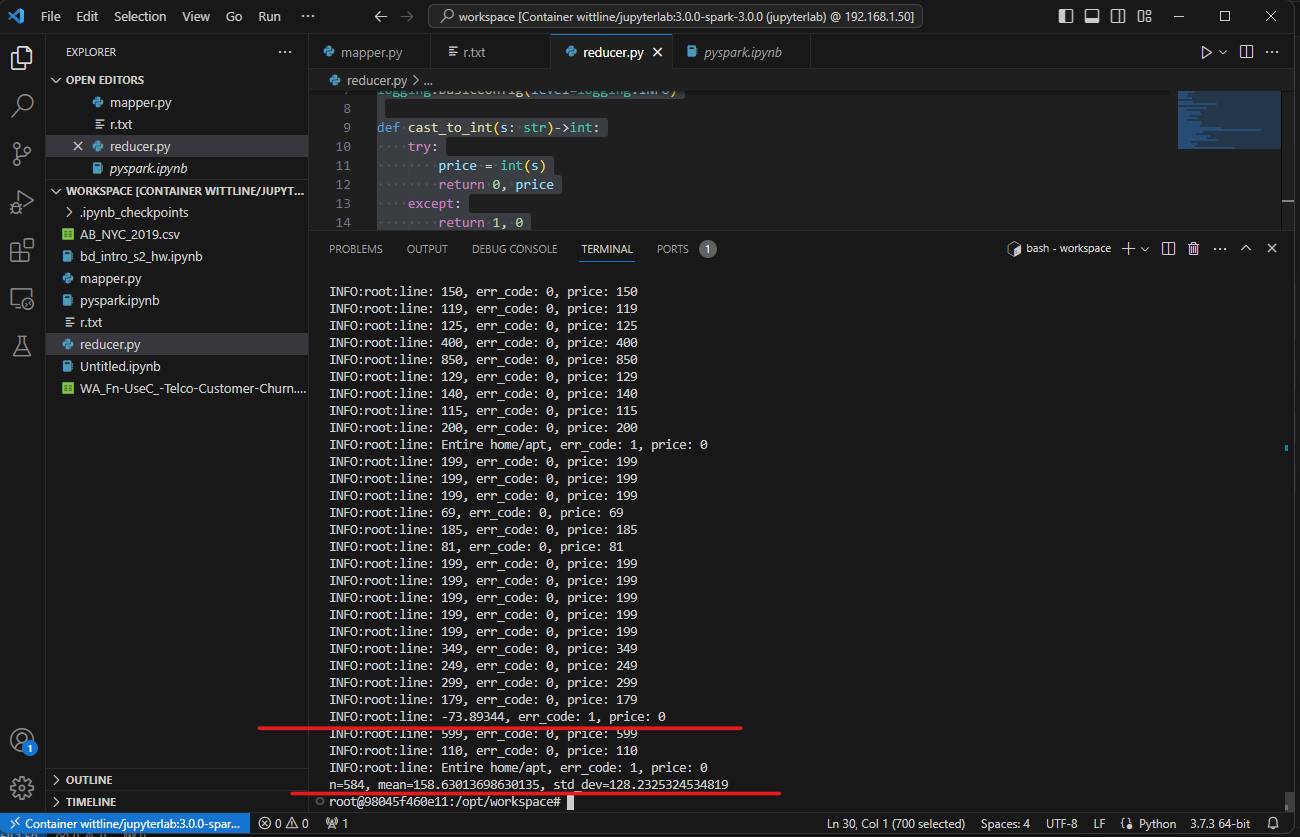 File Edit Selection View Go Run ···
workspace [Container wittline/jupyterlab:3.0.0-spark-3.0.0 (jupyterlab) @ 192.168.1.50]
EXPLORER ···
OPEN EDITORS
mapper.py
r.txt
reducer.py
pyspark.ipynb
WORKSPACE [CONTAINER WITTLINE/JUPYT...
.ipynb_checkpoints
AB_NYC_2019.csv
bd_intro_s2_hw.ipynb
mapper.py
pyspark.ipynb
r.txt
reducer.py
Untitled.ipynb
WA_Fn-UseC_-Telco-Customer-Churn....
OUTLINE
TIMELINE
1
mapper.py r.txt reducer.py pyspark.ipynb
reducer.py > ...
7 logging.basicConfig(level=logging.INFO)
8
9 def cast_to_int(s: str)->int:
10 try:
11 price = int(s)
12 return 0, price
13 except:
14 return 1, 0
PROBLEMS OUTPUT DEBUG CONSOLE TERMINAL PORTS 1
bash - workspace
INFO:root:line: 150, err_code: 0, price: 150
INFO:root:line: 119, err_code: 0, price: 119
INFO:root:line: 125, err_code: 0, price: 125
INFO:root:line: 400, err_code: 0, price: 400
INFO:root:line: 850, err_code: 0, price: 850
INFO:root:line: 129, err_code: 0, price: 129
INFO:root:line: 140, err_code: 0, price: 140
INFO:root:line: 115, err_code: 0, price: 115
INFO:root:line: 200, err_code: 0, price: 200
INFO:root:line: Entire home/apt, err_code: 1, price: 0
INFO:root:line: 199, err_code: 0, price: 199
INFO:root:line: 199, err_code: 0, price: 199
INFO:root:line: 199, err_code: 0, price: 199
INFO:root:line: 69, err_code: 0, price: 69
INFO:root:line: 185, err_code: 0, price: 185
INFO:root:line: 81, err_code: 0, price: 81
INFO:root:line: 199, err_code: 0, price: 199
INFO:root:line: 199, err_code: 0, price: 199
INFO:root:line: 199, err_code: 0, price: 199
INFO:root:line: 199, err_code: 0, price: 199
INFO:root:line: 199, err_code: 0, price: 199
INFO:root:line: 349, err_code: 0, price: 349
INFO:root:line: 249, err_code: 0, price: 249
INFO:root:line: 299, err_code: 0, price: 299
INFO:root:line: 179, err_code: 0, price: 179
INFO:root:line: -73.89344, err_code: 1, price: 0
INFO:root:line: 599, err_code: 0, price: 599
INFO:root:line: 110, err_code: 0, price: 110
INFO:root:line: Entire home/apt, err_code: 1, price: 0
n=584, mean=158.63013698630135, std_dev=128.2325324534819
root@98045f460e11:/opt/workspace#
Container wittline/jupyterlab:3.0.0-spar... 0 0 1 Ln 30, Col 1 (700 selected) Spaces: 4 UTF-8 LF Python 3.7.3 64-bit